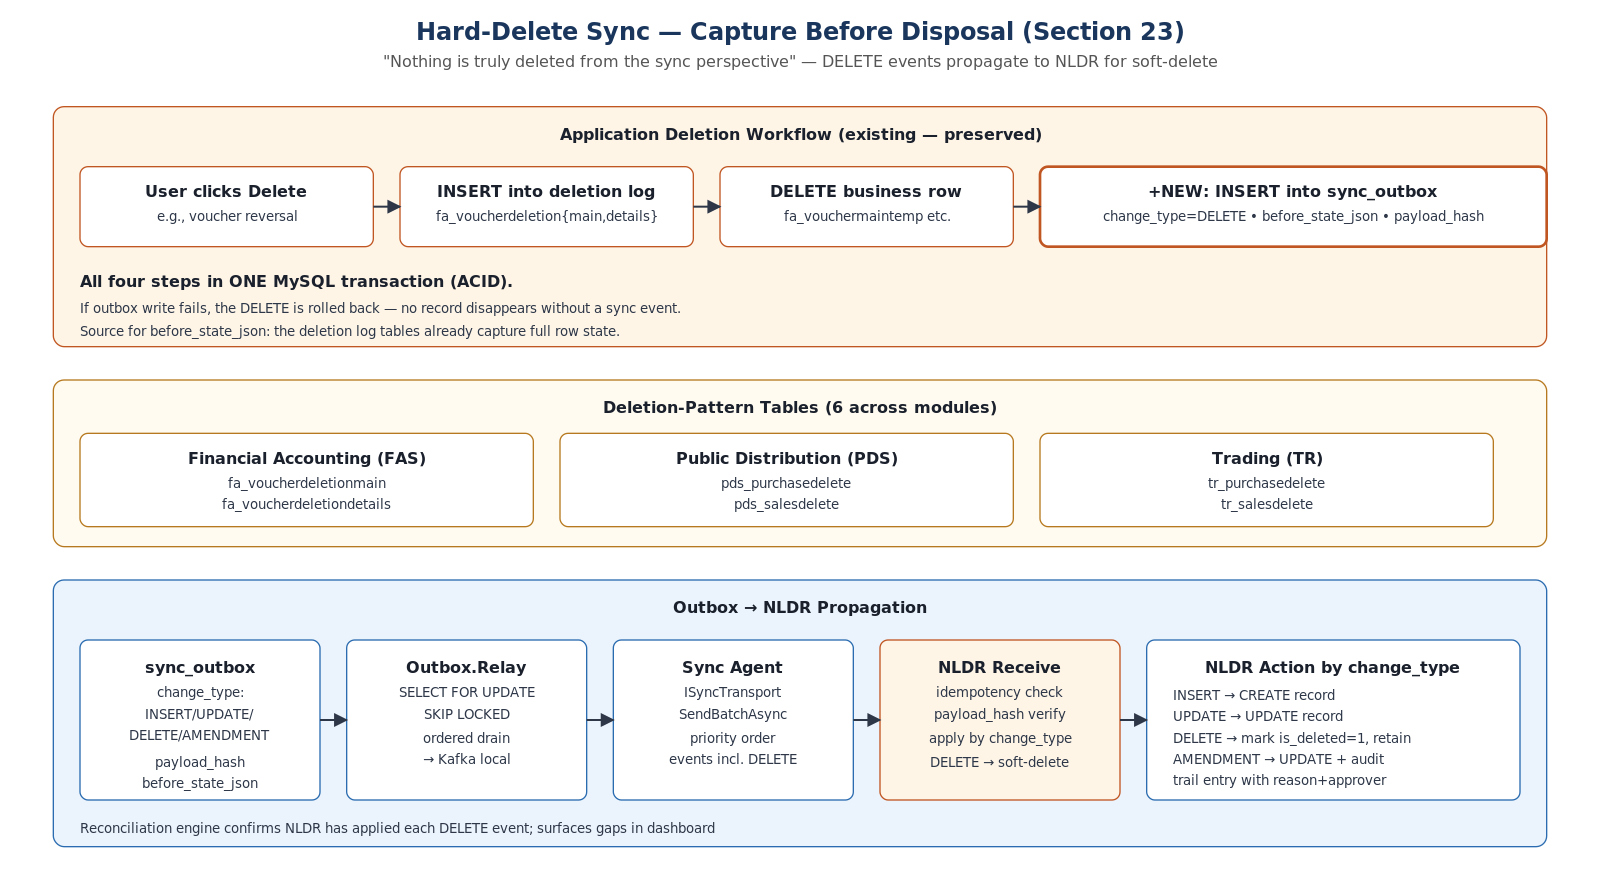 Hard-Delete Sync — Capture Before Disposal (Section 23)
"Nothing is truly deleted from the sync perspective" — DELETE events propagate to NLDR for soft-delete
Application Deletion Workflow (existing — preserved)
User clicks Delete
e.g., voucher reversal
INSERT into deletion log
fa_voucherdeletion{main,details}
DELETE business row
fa_vouchermaintemp etc.
+NEW: INSERT into sync_outbox
change_type=DELETE • before_state_json • payload_hash
All four steps in ONE MySQL transaction (ACID).
If outbox write fails, the DELETE is rolled back — no record disappears without a sync event.
Source for before_state_json: the deletion log tables already capture full row state.
Deletion-Pattern Tables (6 across modules)
Financial Accounting (FAS)
fa_voucherdeletionmain
fa_voucherdeletiondetails
Public Distribution (PDS)
pds_purchasedelete
pds_salesdelete
Trading (TR)
tr_purchasedelete
tr_salesdelete
Outbox → NLDR Propagation
sync_outbox
change_type:
INSERT/UPDATE/
DELETE/AMENDMENT
payload_hash
before_state_json
Outbox.Relay
SELECT FOR UPDATE
SKIP LOCKED
ordered drain
→ Kafka local
Sync Agent
ISyncTransport
SendBatchAsync
priority order
events incl. DELETE
NLDR Receive
idempotency check
payload_hash verify
apply by change_type
DELETE → soft-delete
NLDR Action by change_type
INSERT → CREATE record
UPDATE → UPDATE record
DELETE → mark is_deleted=1, retain
AMENDMENT → UPDATE + audit
trail entry with reason+approver
Reconciliation engine confirms NLDR has applied each DELETE event; surfaces gaps in dashboard